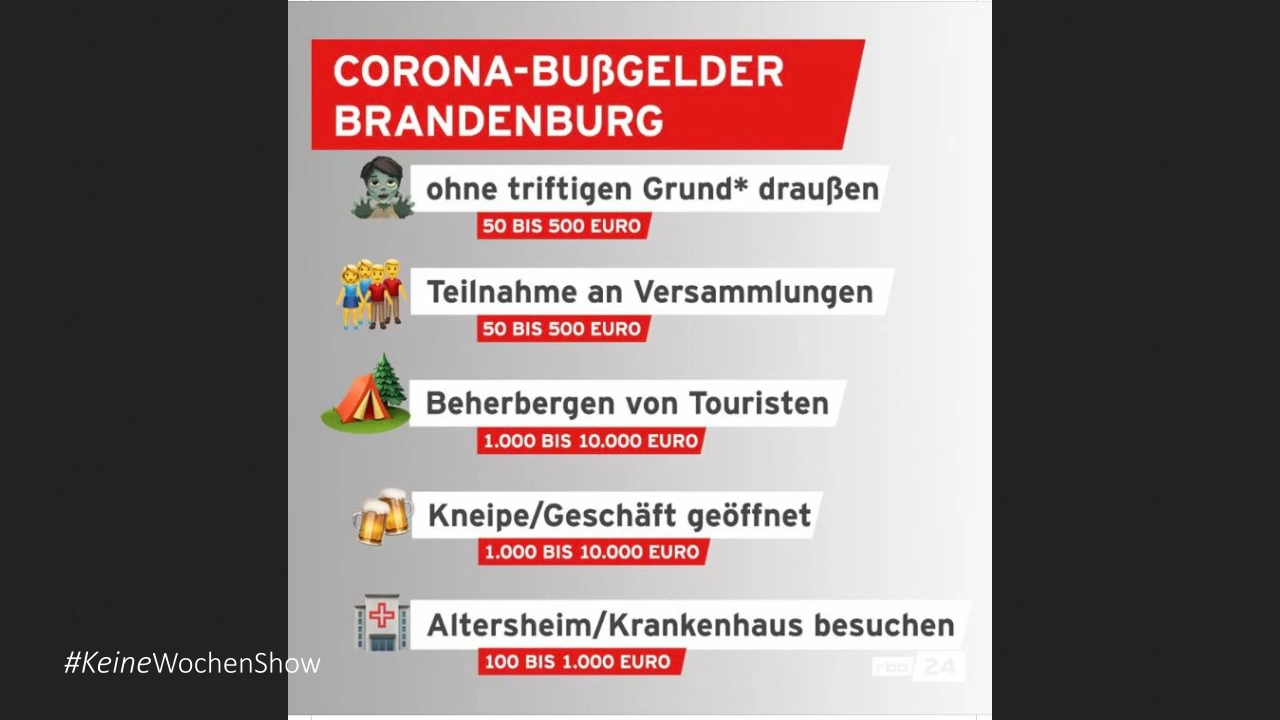 CORONA-BUßGELDER
BRANDENBURG
ohne triftigen Grund* draußen
50 BIS 500 EURO
Teilnahme an Versammlungen
50 BIS 500 EURO
Beherbergen von Touristen
1.000 BIS 10.000 EURO
Kneipe/Geschäft geöffnet
1.000 BIS 10.000 EURO
Altersheim/Krankenhaus besuchen
100 BIS 1.000 EURO
#KeineWochenShow
rbb 24